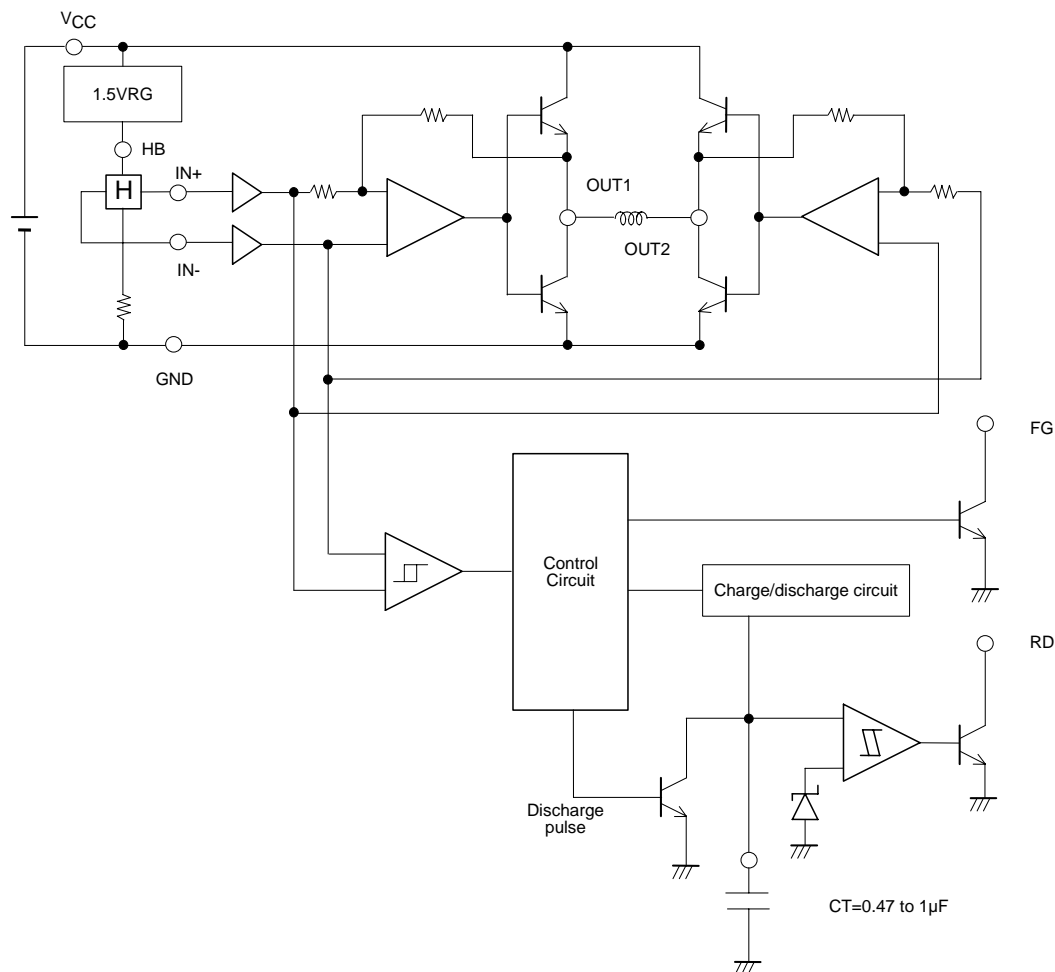 VCC
1.5VRG
HB
H
IN+
IN-
GND
OUT1
OUT2
FG
Control
Circuit
Charge/discharge circuit
RD
Discharge
pulse
CT=0.47 to 1µF